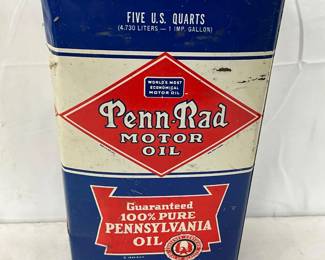 FIVE U.S. QUARTS
(4.730 LITERS — 1 IMP. GALLON)
WORLD'S MOST
ECONOMICAL
MOTOR OIL
Penn-Rad
MOTOR
OIL
Guaranteed
100% PURE
PENNSYLVANIA
OIL